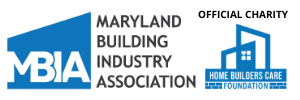 MBIA
MARYLAND
BUILDING
INDUSTRY
ASSOCIATION
OFFICIAL CHARITY
HOME BUILDERS CARE
FOUNDATION